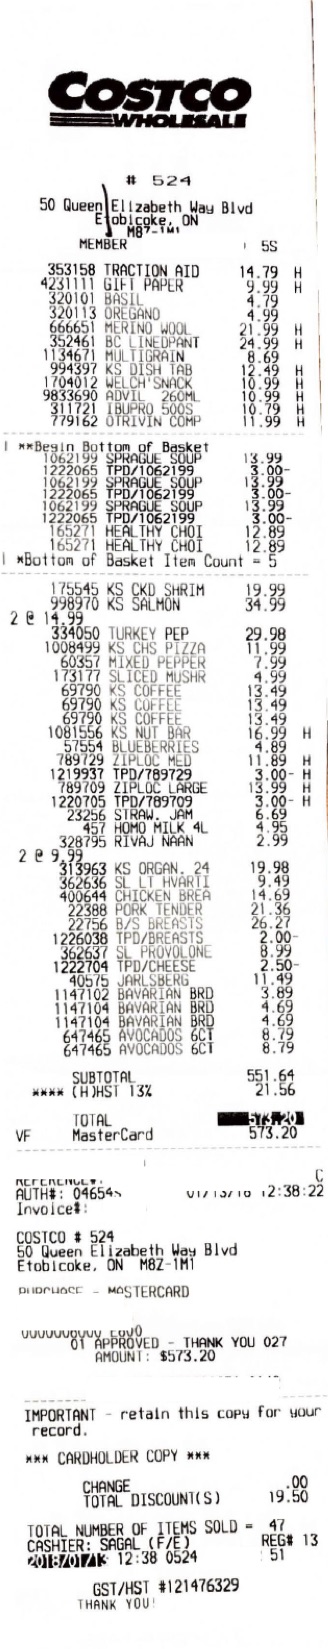 COSTCO
WHOLESALE
# 524
50 Queen Elizabeth Way Blvd
Etobicoke, ON
M8Z-1M1
MEMBER 5S
353158 TRACTION AID 14.79 H
4231111 GIFT PAPER 9.99 H
320101 BASIL 4.79
320113 OREGANO 4.99
666651 MERINO WOOL 21.99 H
352461 BC LINEDPANT 24.99 H
1134671 MULTIGRAIN 8.69
994397 KS DISH TAB 12.49 H
1704012 WELCH'SNACK 10.99 H
9833690 ADVIL 260ML 10.99 H
311721 IBUPRO 500S 10.79 H
779162 OTRIVIN COMP 11.99 H
**Begin Bottom of Basket
1062199 SPRAGUE SOUP 13.99
1222065 TPD/1062199 3.00-
1062199 SPRAGUE SOUP 13.99
1222065 TPD/1062199 3.00-
1062199 SPRAGUE SOUP 13.99
1222065 TPD/1062199 3.00-
165271 HEALTHY CHOI 12.89
165271 HEALTHY CHOI 12.89
*Bottom of Basket Item Count = 5
175545 KS CKD SHRIM 19.99
998970 KS SALMON 34.99
2 @ 14.99
334050 TURKEY PEP 29.98
1008499 KS CHS PIZZA 11.99
60357 MIXED PEPPER 7.99
173177 SLICED MUSHR 4.99
69790 KS COFFEE 13.49
69790 KS COFFEE 13.49
69790 KS COFFEE 13.49
1081556 KS NUT BAR 16.99 H
57554 BLUEBERRIES 4.89
789729 ZIPLOC MED 11.89 H
1219937 TPD/789729 3.00- H
789709 ZIPLOC LARGE 13.99 H
1220705 TPD/789709 3.00- H
23256 STRAW. JAM 6.69
457 HOMO MILK 4L 4.95
328795 RIVAJ NAAN 2.99
2 @ 9.99
313963 KS ORGAN. 24 19.98
362636 SL LT HVARTI 9.49
400644 CHICKEN BREA 14.69
22388 PORK TENDER 21.36
22756 B/S BREASTS 26.27
1226038 TPD/BREASTS 2.00-
362637 SL PROVOLONE 8.99
1222704 TPD/CHEESE 2.50-
40575 JARLSBERG 11.49
1147102 BAVARIAN BRD 3.89
1147104 BAVARIAN BRD 4.69
1147104 BAVARIAN BRD 4.69
647465 AVOCADOS 6CT 8.79
647465 AVOCADOS 6CT 8.79
SUBTOTAL 551.64
**** (H)HST 13% 21.56
TOTAL 573.20
VF MasterCard 573.20
REFERENCE#: C
AUTH#: 04654 12:38:22
Invoice#:
COSTCO # 524
50 Queen Elizabeth Way Blvd
Etobicoke, ON M8Z-1M1
PURCHASE - MASTERCARD
01 APPROVED - THANK YOU 027
AMOUNT: $573.20
IMPORTANT - retain this copy for your
record.
*** CARDHOLDER COPY ***
CHANGE .00
TOTAL DISCOUNT(S) 19.50
TOTAL NUMBER OF ITEMS SOLD = 47
CASHIER: SAGAL (F/E) REG# 13
2018/01/13 12:38 0524 51
GST/HST #121476329
THANK YOU!